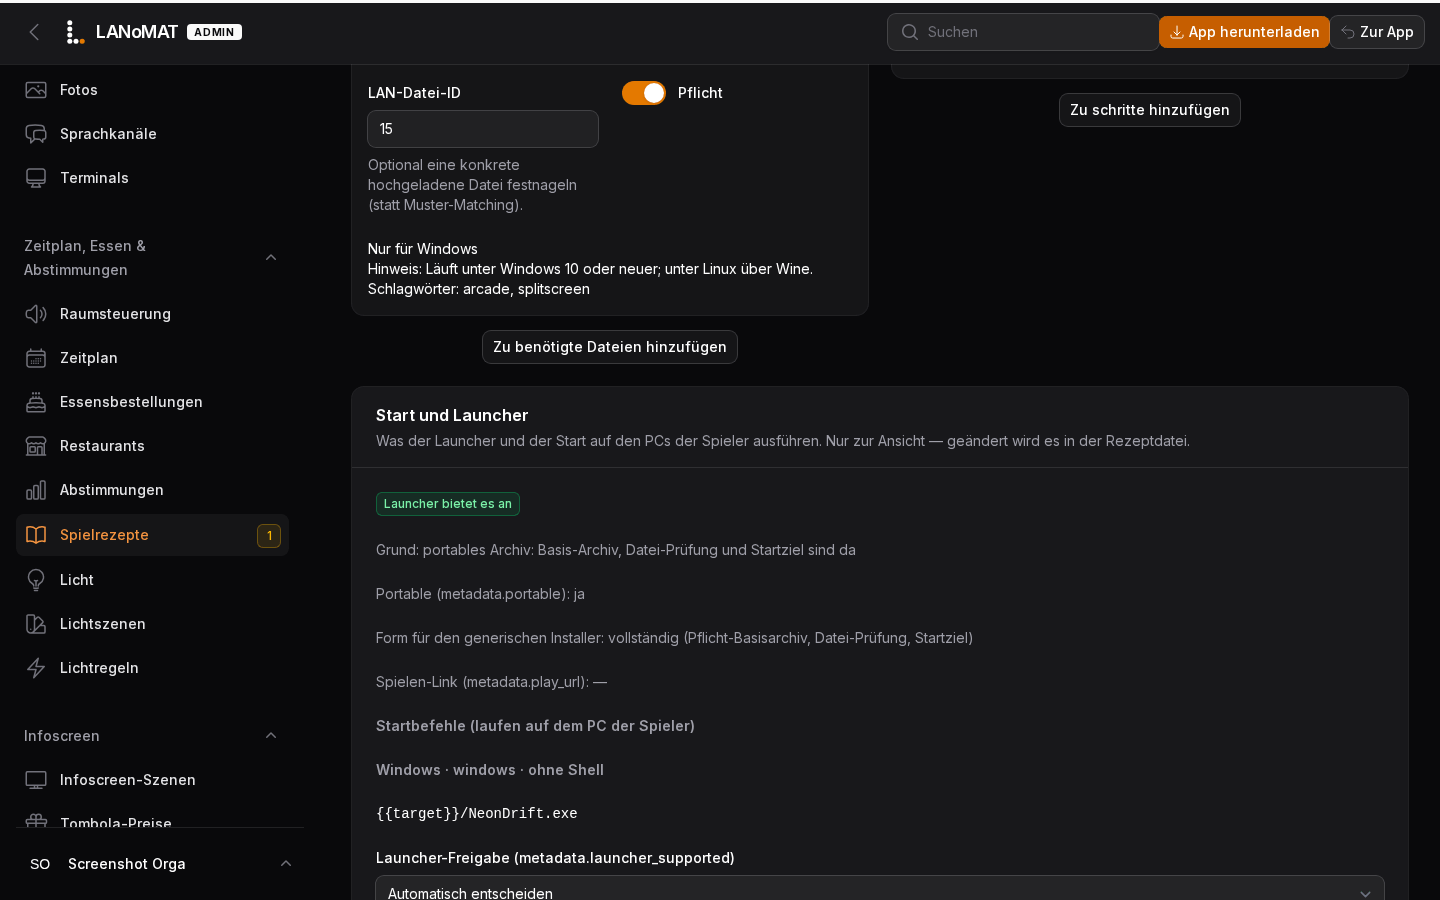 LANoMAT ADMIN
Suchen
App herunterladen
Zur App
Fotos
Sprachkanäle
Terminals
Zeitplan, Essen &
Abstimmungen
Raumsteuerung
Zeitplan
Essensbestellungen
Restaurants
Abstimmungen
Spielrezepte 1
Licht
Lichtszenen
Lichtregeln
Infoscreen
Infoscreen-Szenen
Tombola-Preise
SO Screenshot Orga
LAN-Datei-ID
15
Optional eine konkrete
hochgeladene Datei festnageln
(statt Muster-Matching).
Pflicht
Nur für Windows
Hinweis: Läuft unter Windows 10 oder neuer; unter Linux über Wine.
Schlagwörter: arcade, splitscreen
Zu benötigte Dateien hinzufügen
Zu schritte hinzufügen
Start und Launcher
Was der Launcher und der Start auf den PCs der Spieler ausführen. Nur zur Ansicht — geändert wird es in der Rezeptdatei.
Launcher bietet es an
Grund: portables Archiv: Basis-Archiv, Datei-Prüfung und Startziel sind da
Portable (metadata.portable): ja
Form für den generischen Installer: vollständig (Pflicht-Basisarchiv, Datei-Prüfung, Startziel)
Spielen-Link (metadata.play_url): —
Startbefehle (laufen auf dem PC der Spieler)
Windows · windows · ohne Shell
{{target}}/NeonDrift.exe
Launcher-Freigabe (metadata.launcher_supported)
Automatisch entscheiden